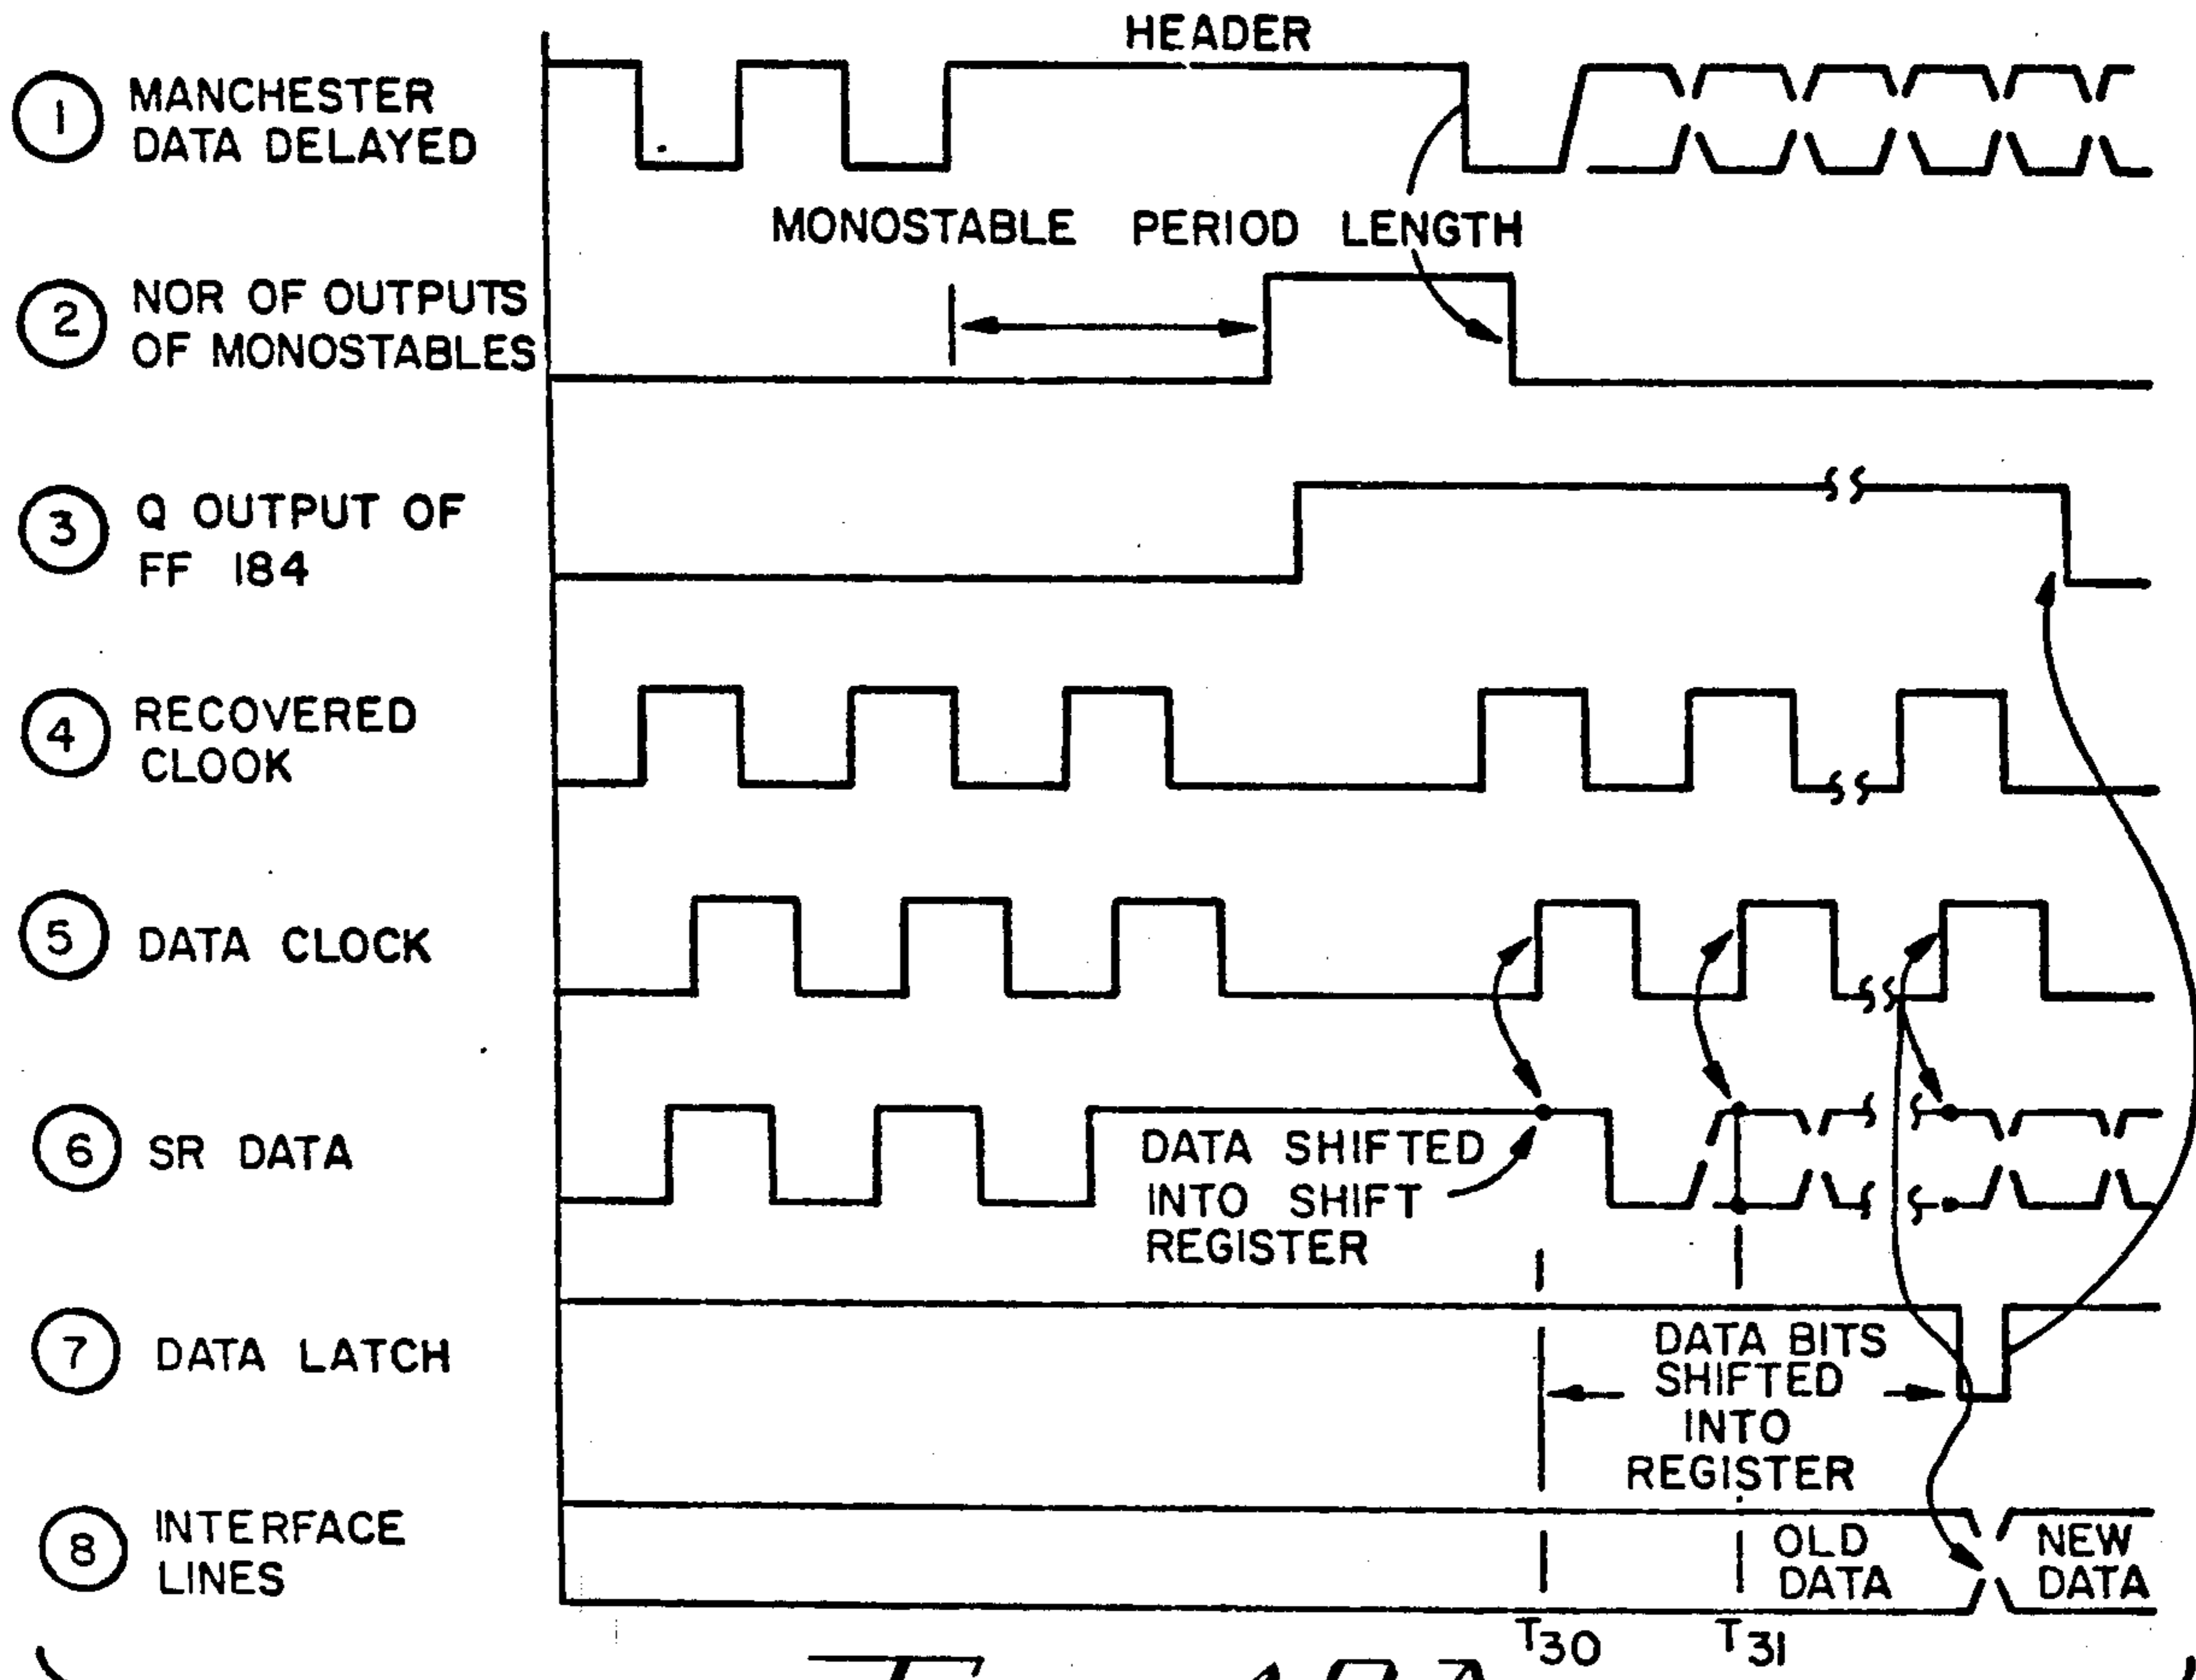 HEADER
1 MANCHESTER
DATA DELAYED
MONOSTABLE PERIOD LENGTH
2 NOR OF OUTPUTS
OF MONOSTABLES
3 Q OUTPUT OF
FF 184
4 RECOVERED
CLOOK
5 DATA CLOCK
6 SR DATA
DATA SHIFTED
INTO SHIFT
REGISTER
7 DATA LATCH
DATA BITS
SHIFTED
INTO
REGISTER
8 INTERFACE
LINES
OLD
DATA
NEW
DATA
T30
T31